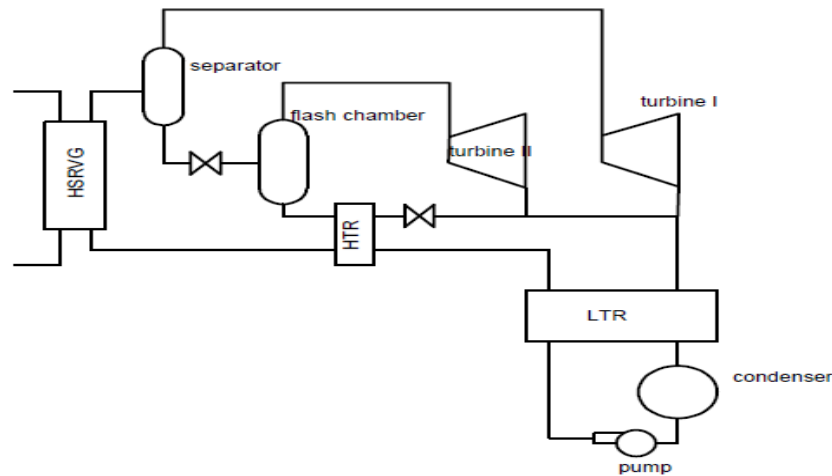 separator
turbine I
flash chamber
turbine II
HSRVG
HTR
LTR
condenser
pump